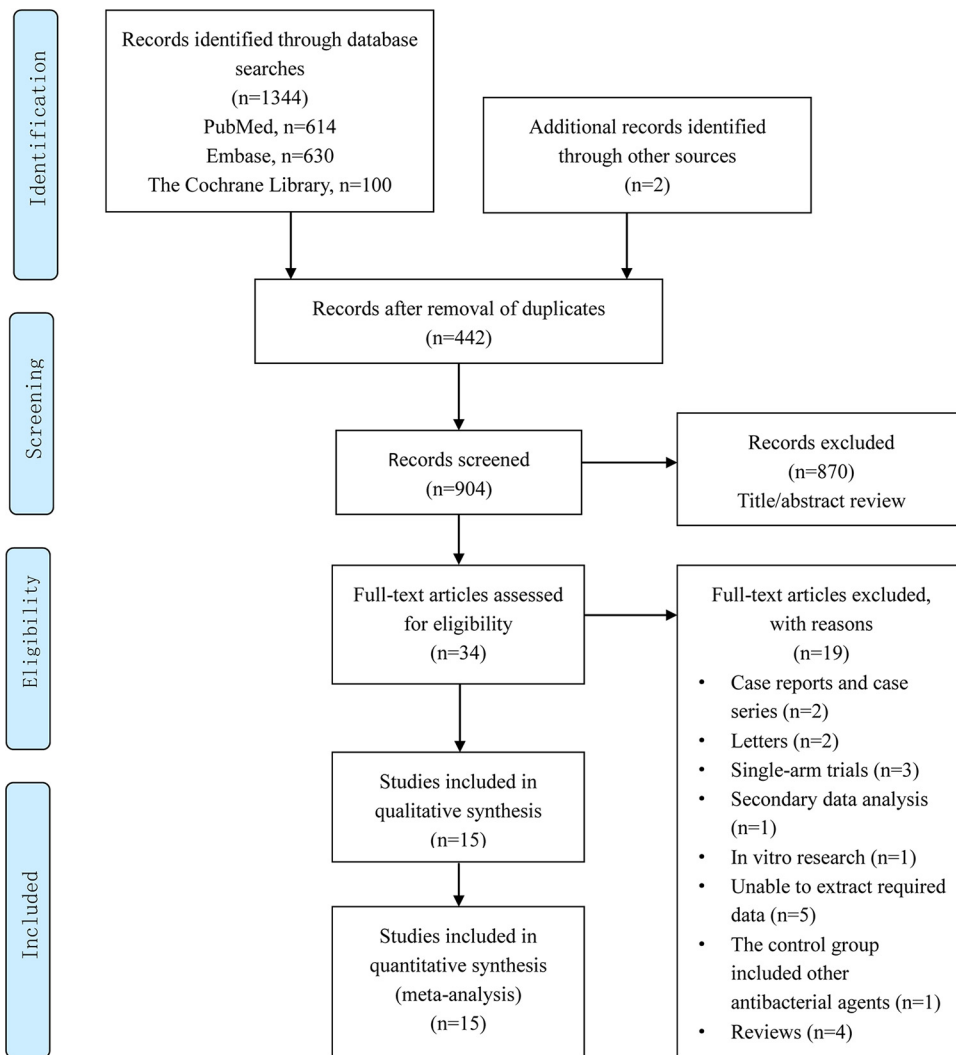 Identification
Records identified through database
searches
(n=1344)
PubMed, n=614
Embase, n=630
The Cochrane Library, n=100
Additional records identified
through other sources
(n=2)
Records after removal of duplicates
(n=442)
Screening
Records screened
(n=904)
Records excluded
(n=870)
Title/abstract review
Eligibility
Full-text articles assessed
for eligibility
(n=34)
Full-text articles excluded,
with reasons
(n=19)
• Case reports and case
series (n=2)
• Letters (n=2)
• Single-arm trials (n=3)
• Secondary data analysis
(n=1)
• In vitro research (n=1)
• Unable to extract required
data (n=5)
• The control group
included other
antibacterial agents (n=1)
• Reviews (n=4)
Included
Studies included in
qualitative synthesis
(n=15)
Studies included in
quantitative synthesis
(meta-analysis)
(n=15)